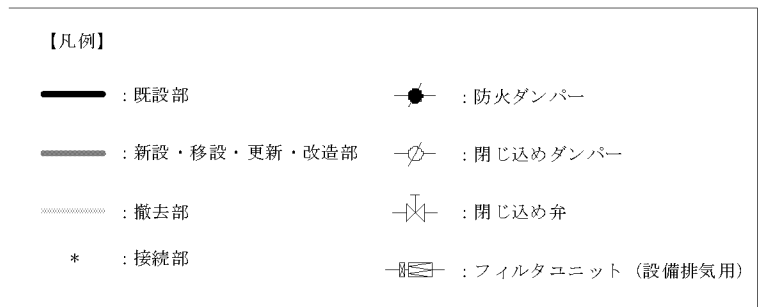 【凡例】
：既設部
：新設・移設・更新・改造部
：撤去部
* ：接続部
：防火ダンパー
：閉じ込めダンパー
：閉じ込め弁
：フィルタユニット（設備排気用）